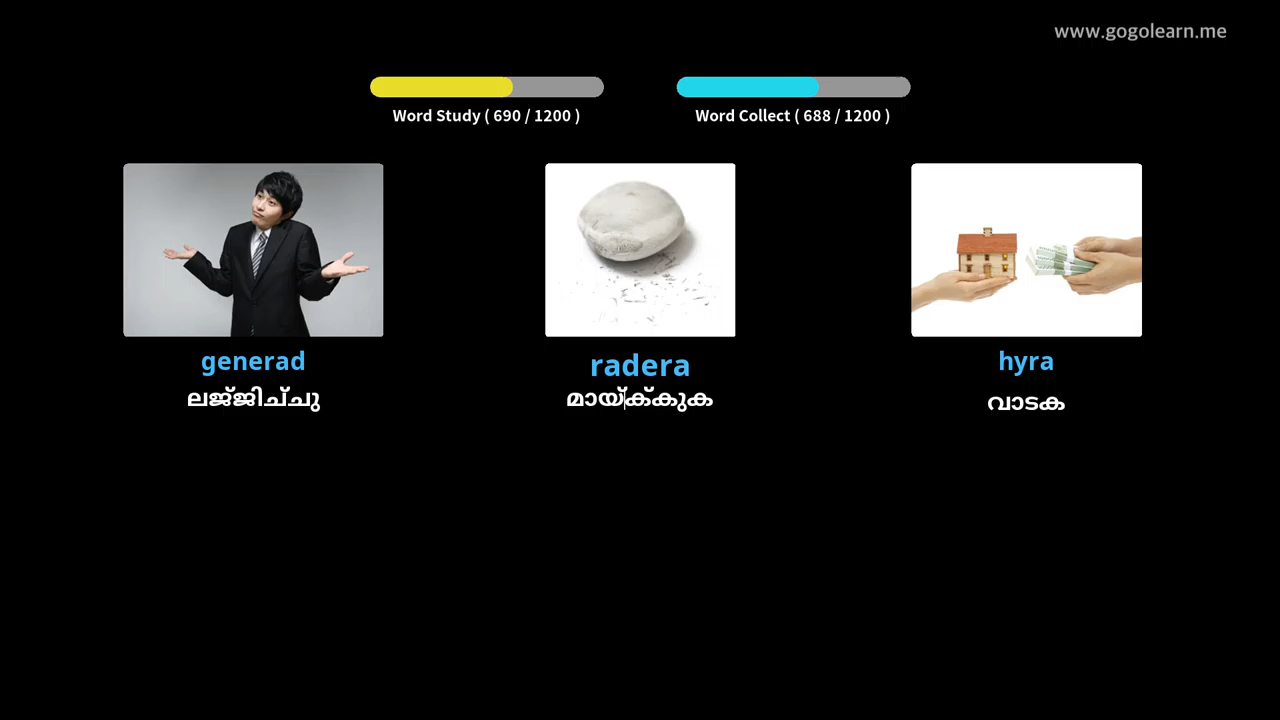 www.gogolearn.me
Word Study ( 690 / 1200 )
Word Collect ( 688 / 1200 )
generad
radera
hyra
ലജ്ജിച്ചു
മായ്ക്കുക
വാടക